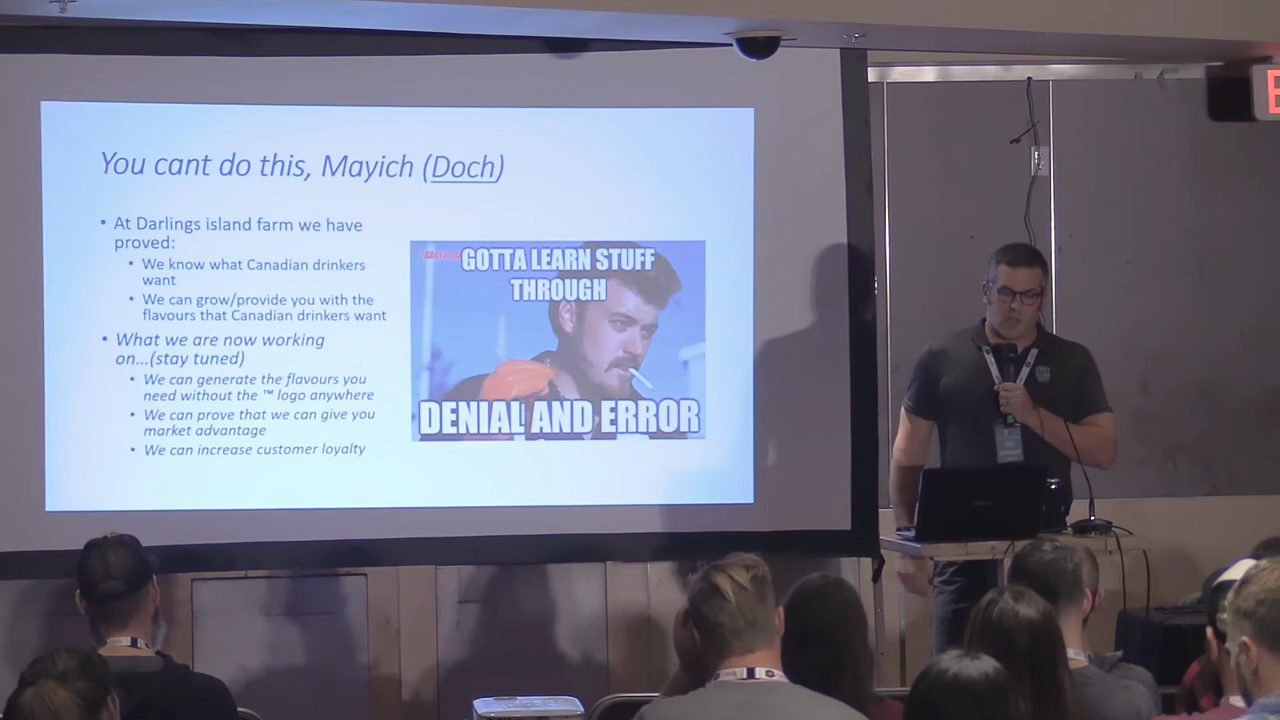 You cant do this, Mayich (Doch)
• At Darlings island farm we have
proved:
• We know what Canadian drinkers
want
• We can grow/provide you with the
flavours that Canadian drinkers want
• What we are now working
on...(stay tuned)
• We can generate the flavours you
need without the ™ logo anywhere
• We can prove that we can give you
market advantage
• We can increase customer loyalty
GOTTA LEARN STUFF
THROUGH
DENIAL AND ERROR
E